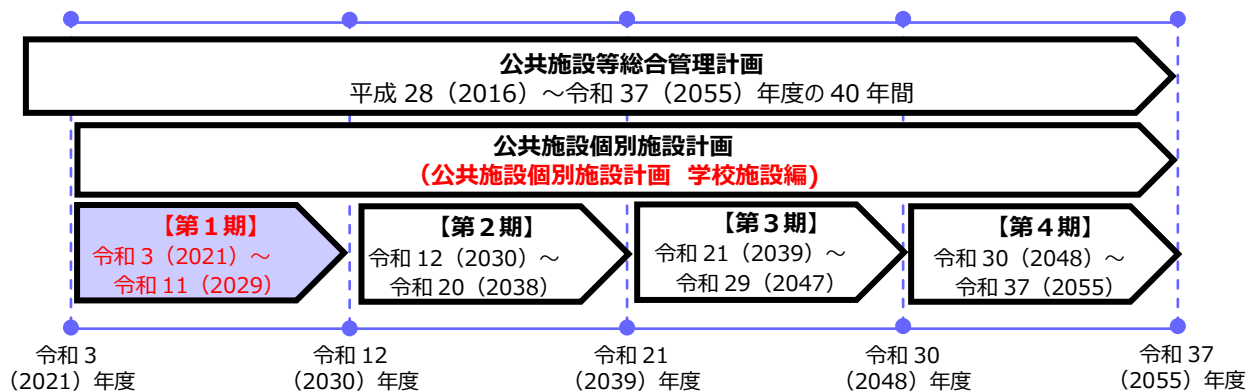 公共施設等総合管理計画
平成 28（2016）～令和 37（2055）年度の 40 年間
公共施設個別施設計画
（公共施設個別施設計画 学校施設編)
【第１期】
令和 3（2021）～
令和 11（2029）
【第２期】
令和 12（2030）～
令和 20（2038）
【第３期】
令和 21（2039）～
令和 29（2047）
【第４期】
令和 30（2048）～
令和 37（2055）
令和 3
（2021）年度
令和 12
（2030）年度
令和 21
（2039）年度
令和 30
（2048）年度
令和 37
（2055）年度